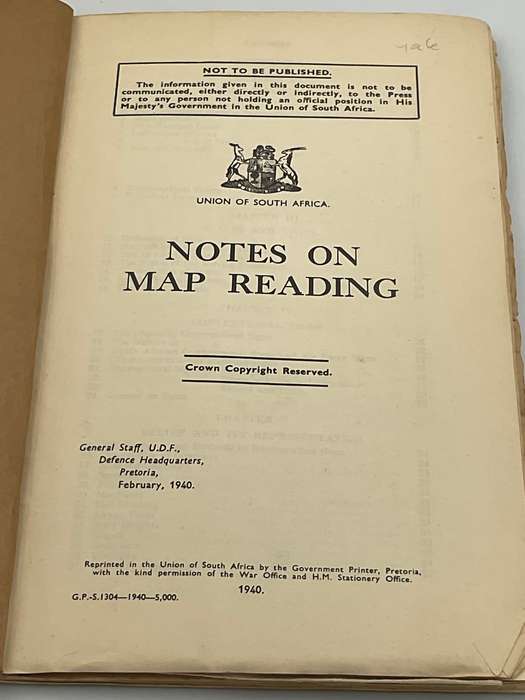 NOT TO BE PUBLISHED.
The information given in this document is not to be
communicated, either directly or indirectly, to the Press
or to any person not holding an official position in His
Majesty's Government in the Union of South Africa.
UNION OF SOUTH AFRICA.
NOTES ON
MAP READING
Crown Copyright Reserved.
General Staff, U.D.F.,
Defence Headquarters,
Pretoria,
February, 1940.
Reprinted in the Union of South Africa by the Government Printer, Pretoria,
with the kind permission of the War Office and H.M. Stationery Office.
1940.
G.P.-S.1304—1940—5,000.